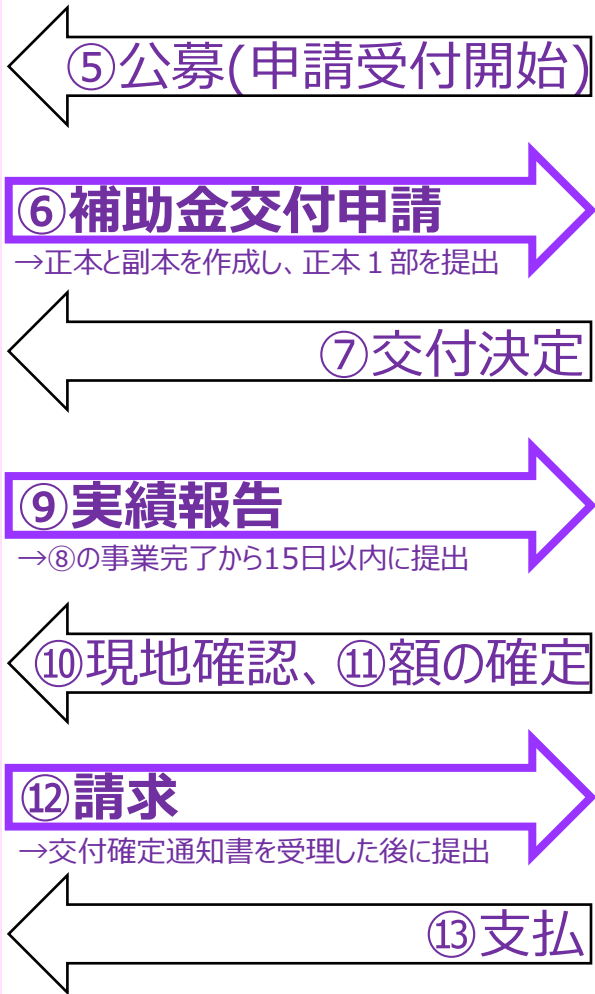 ⑤公募(申請受付開始)
⑥補助金交付申請
→正本と副本を作成し、正本１部を提出
⑦交付決定
⑨実績報告
→⑧の事業完了から15日以内に提出
⑩現地確認、⑪額の確定
⑫請求
→交付確定通知書を受理した後に提出
⑬支払